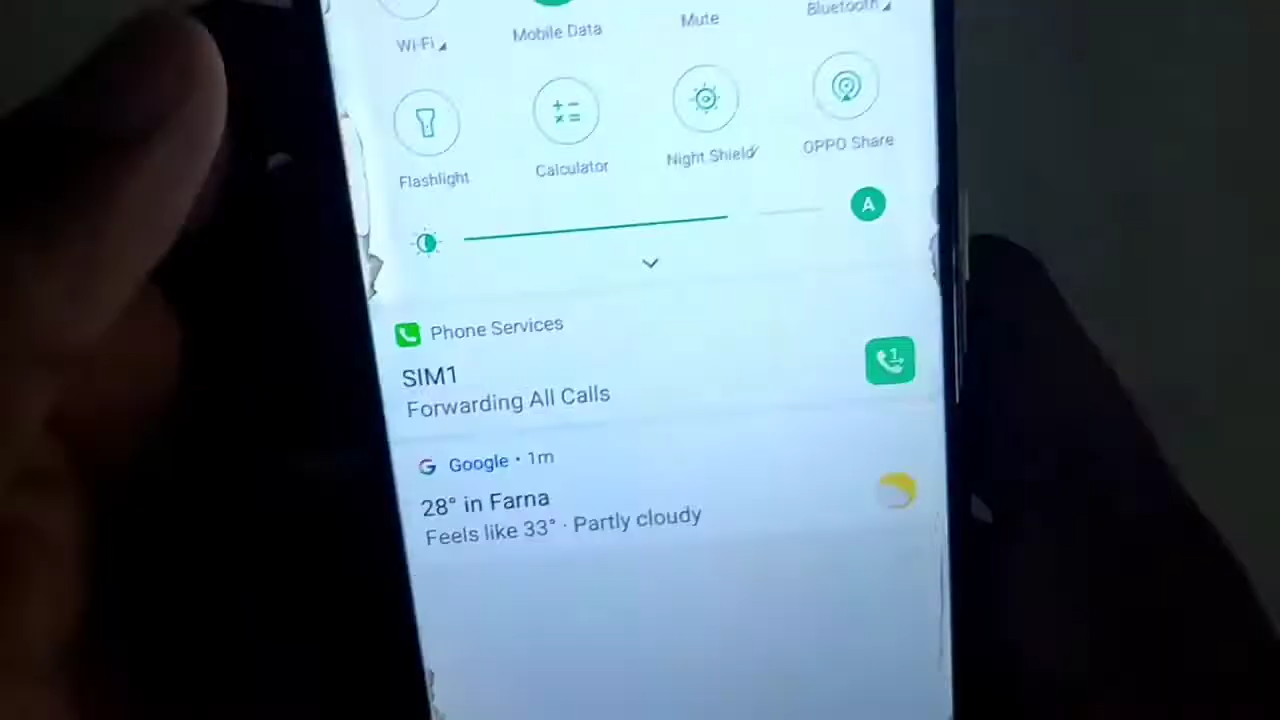 Wi-Fi
Mobile Data
Mute
Bluetooth
Flashlight
Calculator
Night Shield
OPPO Share
A
Phone Services
SIM1
1
Forwarding All Calls
G Google · 1m
28° in Farna
Feels like 33° · Partly cloudy